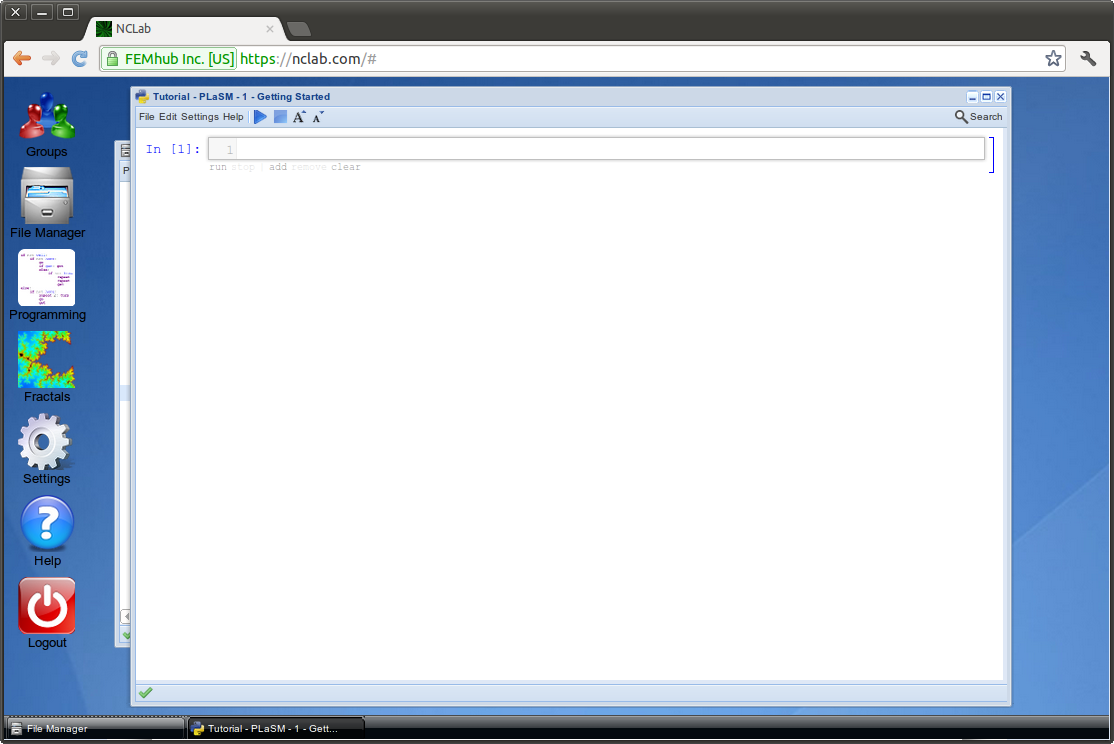 NCLab
FEMhub Inc. [US] https://nclab.com/#
Groups
File Manager
Programming
Fractals
Settings
Help
Logout
P
Tutorial - PLaSM - 1 - Getting Started
File Edit Settings Help A A Search
In [1]: 1
run stop | add remove clear
File Manager
Tutorial - PLaSM - 1 - Gett...